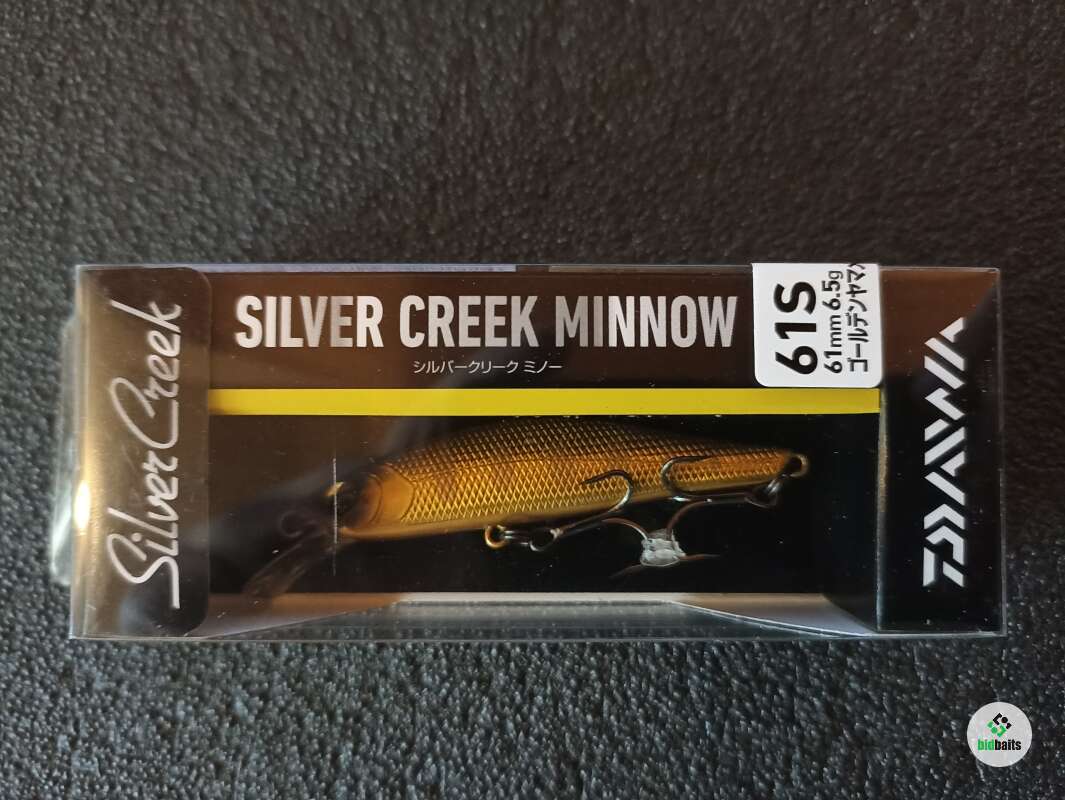 Silver Creek
SILVER CREEK MINNOW
シルバークリーク ミノー
61S
61mm 6.5g
ゴールデンヤマメ
DAIWA
bidbaits